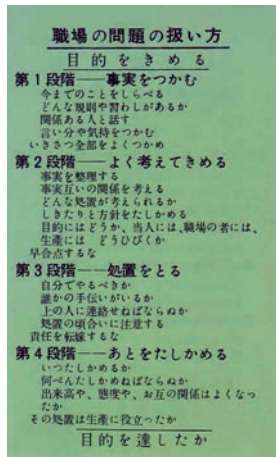 職場の問題の扱い方
目的をきめる
第1段階——事実をつかむ
今までのことをしらべる
どんな規則や習わしがあるか
関係ある人と話す
言い分や気持をつかむ
いきさつ全部をよくつかめ
第2段階——よく考えてきめる
事実を整理する
事実互いの関係を考える
どんな処置が考えられるか
しきたりと方針をたしかめる
目的にはどうか、当人には、職場の者には、
生産には どうひびくか
早合点するな
第3段階——処置をとる
自分でやるべきか
誰かの手伝いがいるか
上の人に連絡せねばならぬか
処置の頃合いに注意する
責任を転嫁するな
第4段階——あとをたしかめる
いつたしかめるか
何べんたしかめねばならぬか
出来高や、態度や、お互の関係はよくなっ
たか
その処置は生産に役立ったか
目的を達したか